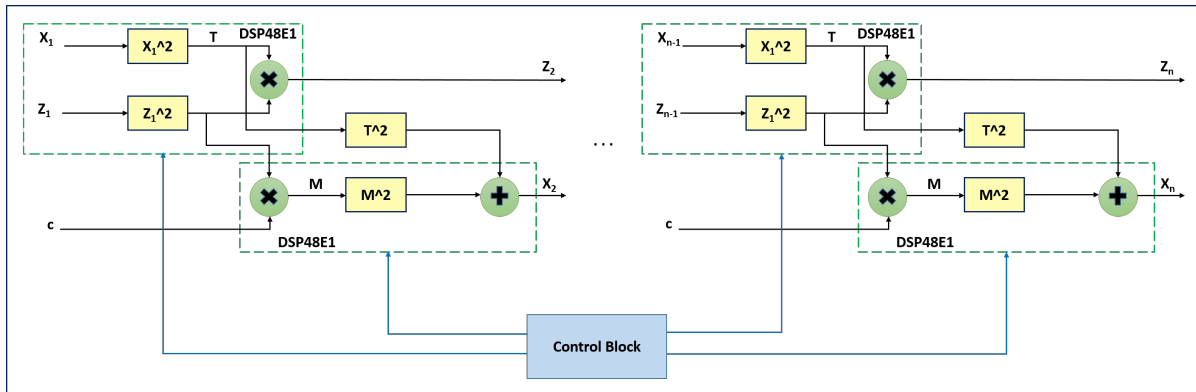 X₁ X₁^2 T DSP48E1
Z₂
Z₁ Z₁^2
T^2
M M^2 X₂
c
DSP48E1
...
Xₙ₋₁ X₁^2 T DSP48E1
Zₙ
Zₙ₋₁ Z₁^2
T^2
M M^2 Xₙ
c
DSP48E1
Control Block